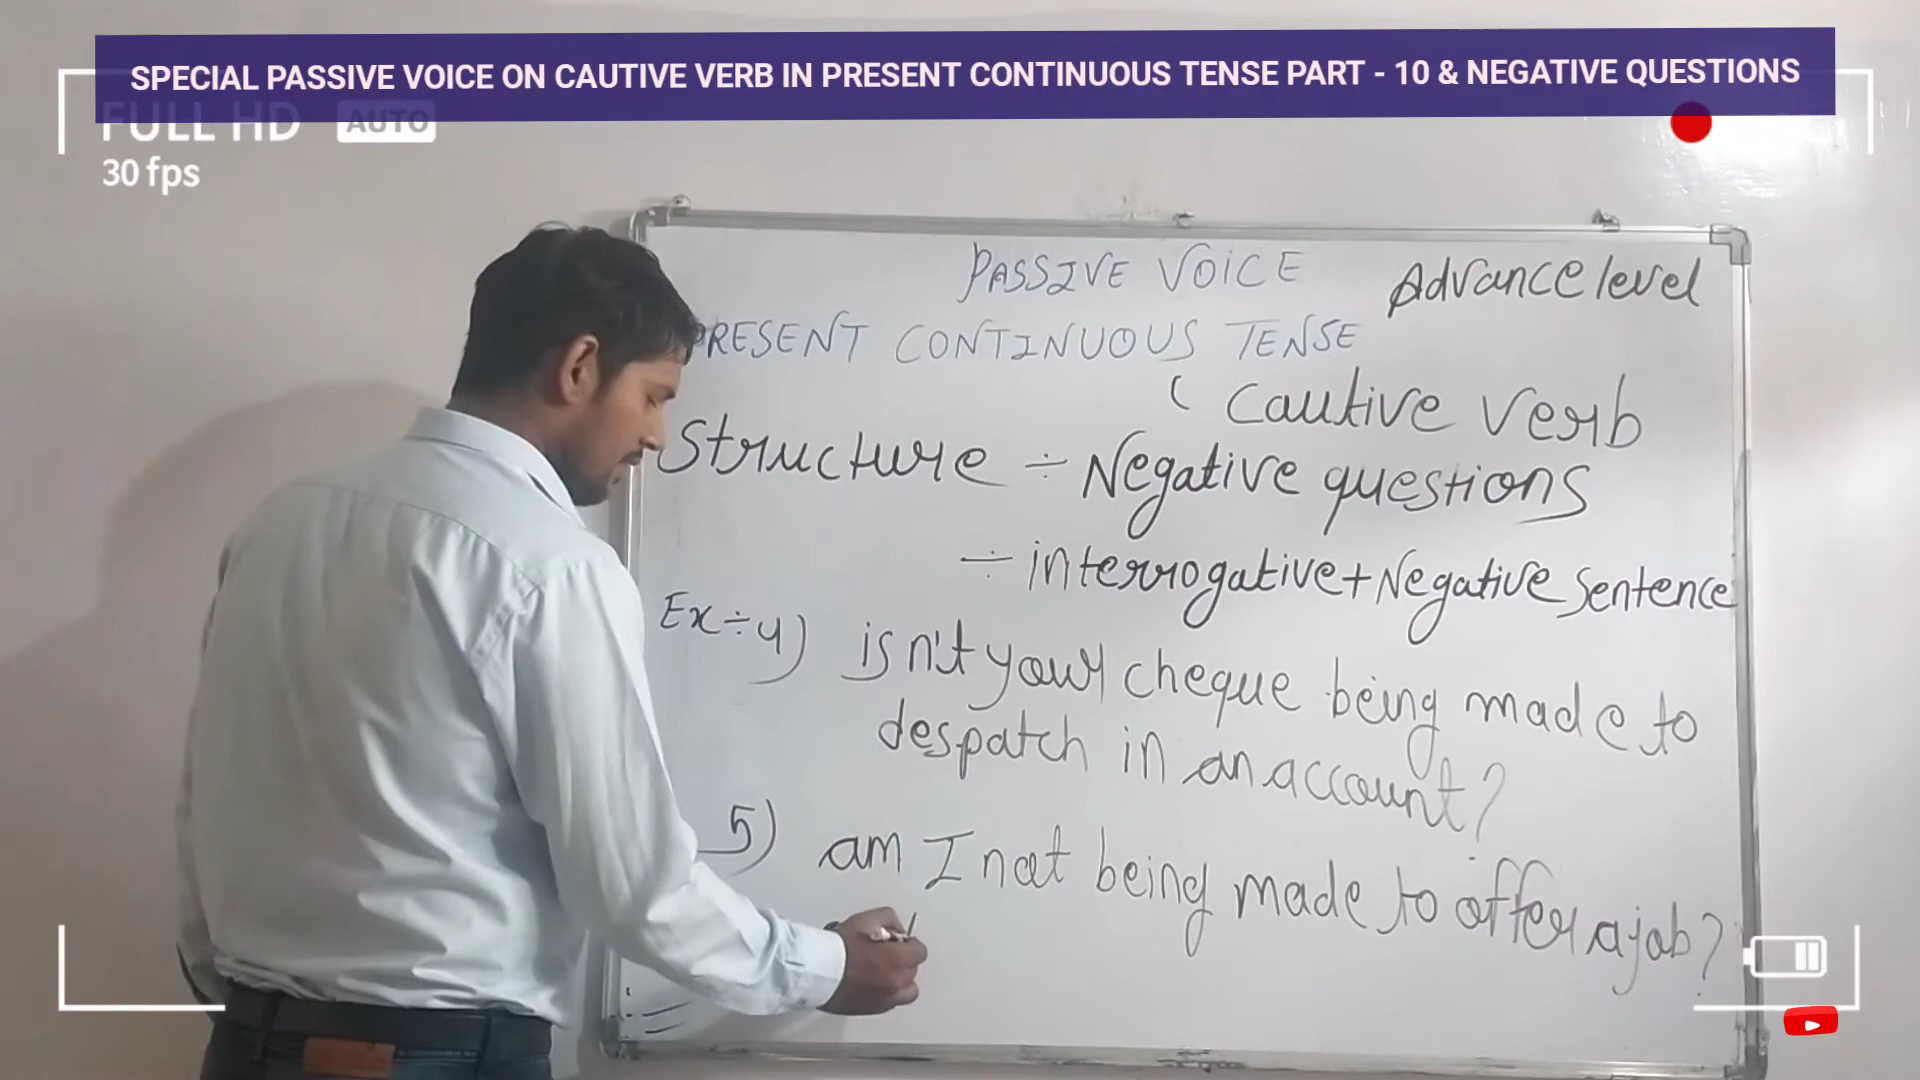 SPECIAL PASSIVE VOICE ON CAUTIVE VERB IN PRESENT CONTINUOUS TENSE PART - 10 & NEGATIVE QUESTIONS
FULL HD AUTO
30 fps
PASSIVE VOICE Advance level
PRESENT CONTINUOUS TENSE
( Cautive Verb
Structure ÷ Negative questions
÷ interrogative + Negative Sentence
Ex ÷ 4) isn't your cheque being made to
despatch in an account?
5) am I not being made to offer a job?